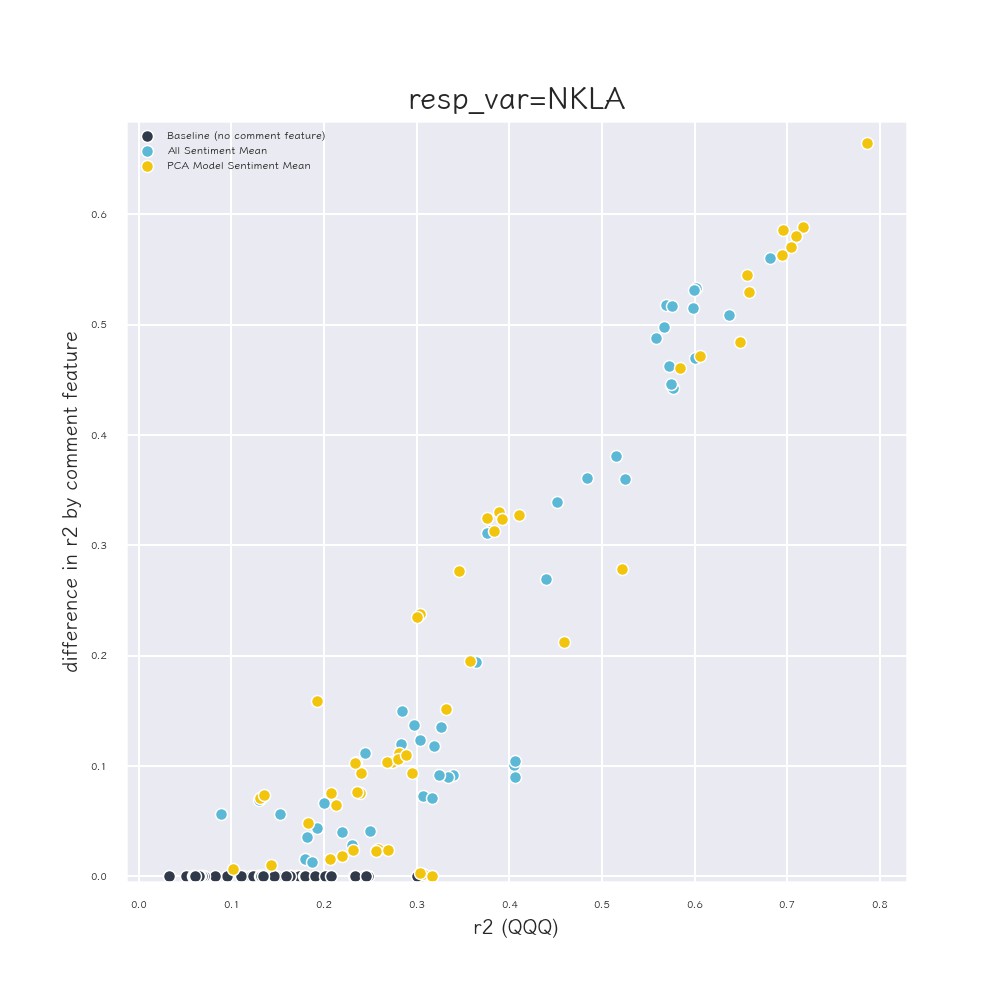 resp_var=NKLA
Baseline (no comment feature)
All Sentiment Mean
PCA Model Sentiment Mean
difference in r2 by comment feature
0.6
0.5
0.4
0.3
0.2
0.1
0.0
0.0 0.1 0.2 0.3 0.4 0.5 0.6 0.7 0.8
r2 (QQQ)